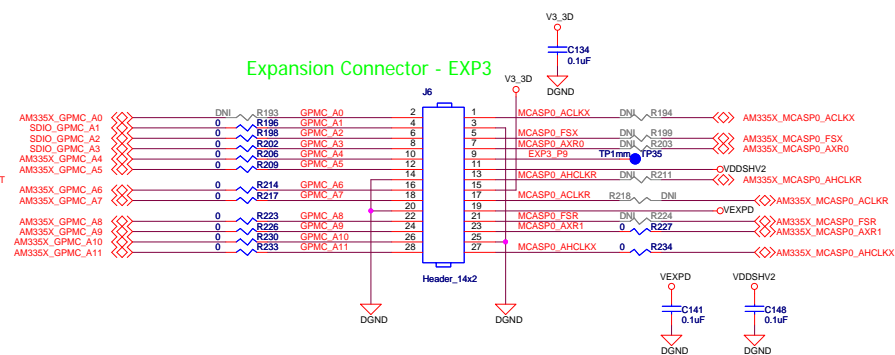 V3_3D
C134
0.1uF
DGND
Expansion Connector - EXP3
V3_3D
J6
AM335X_GPMC_A0 DNI R193 GPMC_A0 2 1 MCASP0_ACLKX DNI R194 AM335X_MCASP0_ACLKX
SDIO_GPMC_A1 0 R196 GPMC_A1 4 3
SDIO_GPMC_A2 0 R198 GPMC_A2 6 5 MCASP0_FSX DNI R199 AM335X_MCASP0_FSX
SDIO_GPMC_A3 0 R202 GPMC_A3 8 7 MCASP0_AXR0 DNI R203 AM335X_MCASP0_AXR0
AM335X_GPMC_A4 0 R206 GPMC_A4 10 9 EXP3_P9 TP1mm TP35
AM335X_GPMC_A5 0 R209 GPMC_A5 12 11 VDDSHV2
T 14 13 MCASP0_AHCLKR DNI R211 AM335X_MCASP0_AHCLKR
AM335X_GPMC_A6 0 R214 GPMC_A6 16 15
AM335X_GPMC_A7 0 R217 GPMC_A7 18 17 MCASP0_ACLKR R218 DNI AM335X_MCASP0_ACLKR
20 19 VEXPD
AM335X_GPMC_A8 0 R223 GPMC_A8 22 21 MCASP0_FSR DNI R224 AM335X_MCASP0_FSR
AM335X_GPMC_A9 0 R226 GPMC_A9 24 23 MCASP0_AXR1 0 R227 AM335X_MCASP0_AXR1
AM335X_GPMC_A10 0 R230 GPMC_A10 26 25
AM335X_GPMC_A11 0 R233 GPMC_A11 28 27 MCASP0_AHCLKX 0 R234 AM335X_MCASP0_AHCLKX
Header_14x2
DGND
DGND
VEXPD
C141
0.1uF
DGND
VDDSHV2
C148
0.1uF
DGND